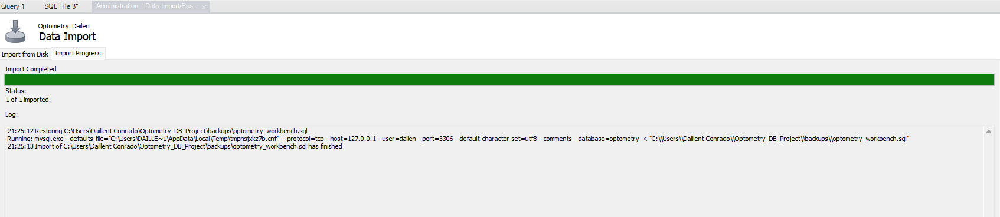 Query 1 SQL File 3* Administration - Data Import/Res...
Optometry_Dailen
Data Import
Import from Disk Import Progress
Import Completed
Status:
1 of 1 imported.
Log:
21:25:12 Restoring C:\Users\Daillent Conrado\Optometry_DB_Project\backups\optometry_workbench.sql
Running: mysql.exe --defaults-file="C:\Users\DAILLE~1\AppData\Local\Temp\tmpnsjxkz7b.cnf" --protocol=tcp --host=127.0.0.1 --user=dailen --port=3306 --default-character-set=utf8 --comments --database=optometry < "C:\\Users\\Daillent Conrado\\Optometry_DB_Project\\backups\\optometry_workbench.sql"
21:25:13 Import of C:\Users\Daillent Conrado\Optometry_DB_Project\backups\optometry_workbench.sql has finished